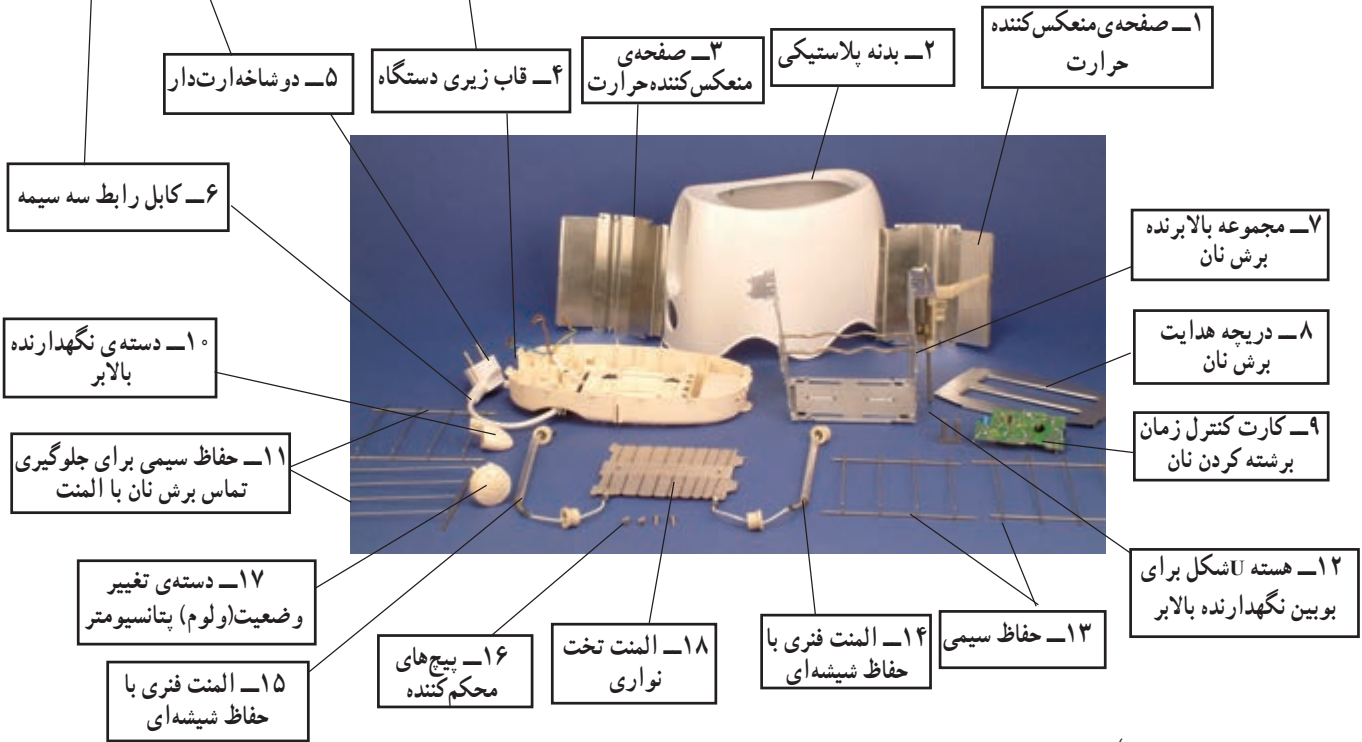 ۱ــ صفحه‌ی منعکس‌کننده
حرارت
۲ــ بدنه پلاستیکی
۳ــ صفحه‌ی
منعکس‌کننده حرارت
۴ــ قاب زیری دستگاه
۵ــ دوشاخه ارت‌دار
۶ــ کابل رابط سه سیمه
۷ــ مجموعه بالابرنده
برش نان
۸ــ دریچه هدایت
برش نان
۹ــ کارت کنترل زمان
برشته کردن نان
۱۰ــ دسته‌ی نگهدارنده
بالابر
۱۱ــ حفاظ سیمی برای جلوگیری
تماس برش نان با المنت
۱۲ــ هسته U شکل برای
بوبین نگهدارنده بالابر
۱۳ــ حفاظ سیمی
۱۴ــ المنت فنری با
حفاظ شیشه‌ای
۱۵ــ المنت فنری با
حفاظ شیشه‌ای
۱۶ــ پیچ‌های
محکم‌کننده
۱۷ــ دسته‌ی تغییر
وضعیت(ولوم) پتانسیومتر
۱۸ــ المنت تخت
نواری